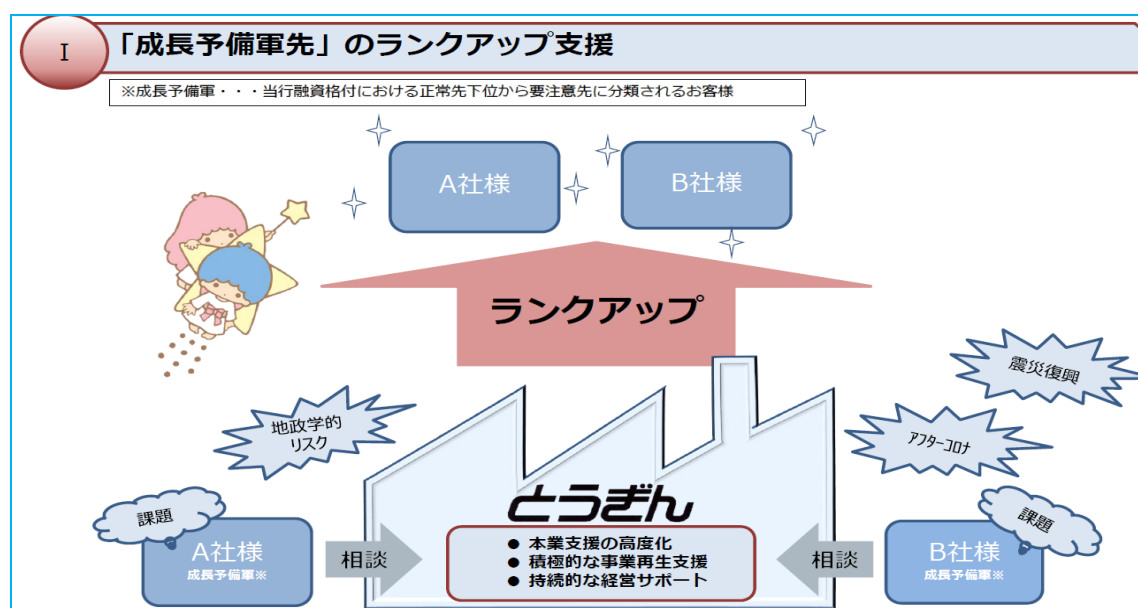 I
「成長予備軍先」のランクアップ支援
※成長予備軍・・・当行融資格付における正常先下位から要注意先に分類されるお客様
A社様
B社様
ランクアップ
震災復興
地政学的
リスク
アフターコロナ
とうぎん
課題
課題
A社様
成長予備軍※
相談
● 本業支援の高度化
● 積極的な事業再生支援
● 持続的な経営サポート
相談
B社様
成長予備軍※